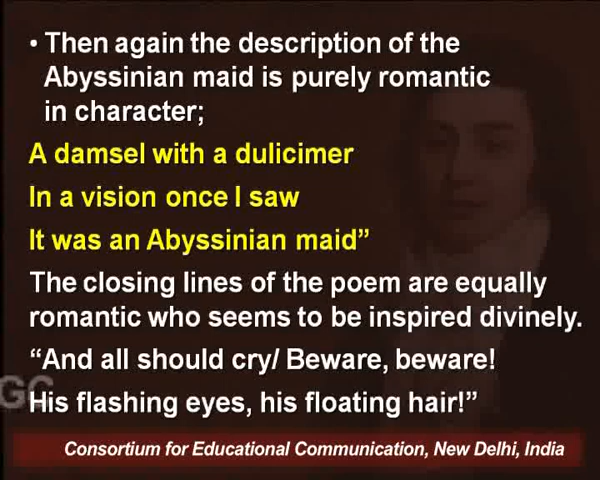 • Then again the description of the
Abyssinian maid is purely romantic
in character;
A damsel with a dulicimer
In a vision once I saw
It was an Abyssinian maid”
The closing lines of the poem are equally
romantic who seems to be inspired divinely.
“And all should cry/ Beware, beware!
His flashing eyes, his floating hair!”
GC
Consortium for Educational Communication, New Delhi, India